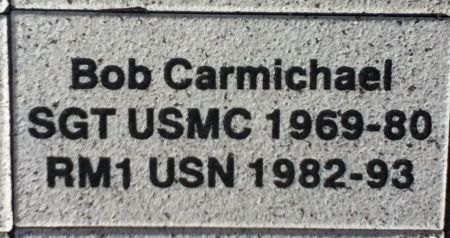 Bob Carmichael
SGT USMC 1969-80
RM1 USN 1982-93